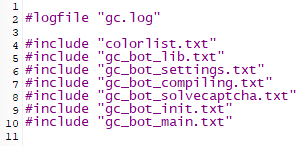 1
2 #logfile "gc.log"
3
4 #include "colorlist.txt"
5 #include "gc_bot_lib.txt"
6 #include "gc_bot_settings.txt"
7 #include "gc_bot_compiling.txt"
8 #include "gc_bot_solvecaptcha.txt"
9 #include "gc_bot_init.txt"
10 #include "gc_bot_main.txt"
11